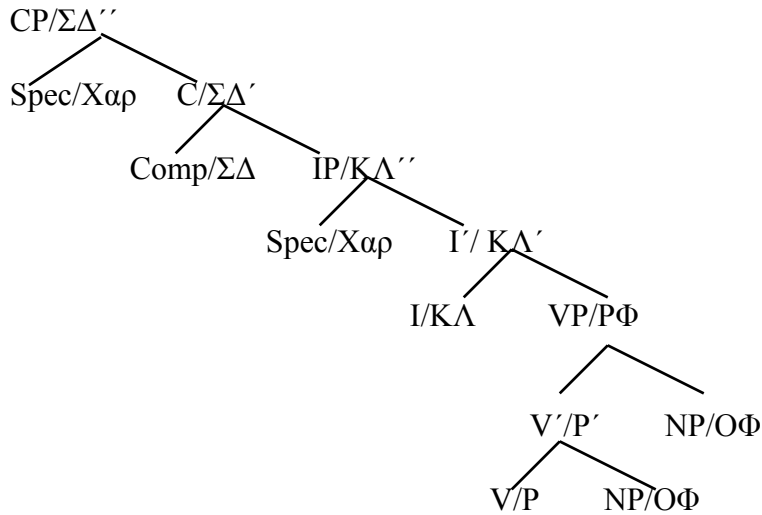 CP/ΣΔ´´
Spec/Χαρ C/ΣΔ´
Comp/ΣΔ IP/ΚΛ´´
Spec/Χαρ I´/ ΚΛ´
I/ΚΛ VP/ΡΦ
V´/Ρ´ NP/ΟΦ
V/Ρ NP/ΟΦ